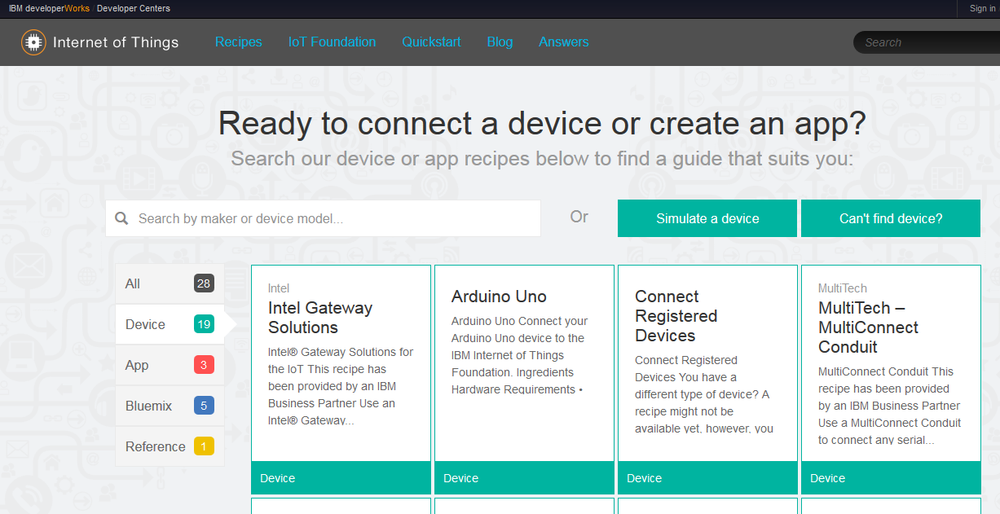 IBM developerWorks / Developer Centers
Sign in
Internet of Things
Recipes
IoT Foundation
Quickstart
Blog
Answers
Search
Ready to connect a device or create an app?
Search our device or app recipes below to find a guide that suits you:
Search by maker or device model...
Or
Simulate a device
Can't find device?
All 28
Device 19
App 3
Bluemix 5
Reference 1
Intel
Intel Gateway
Solutions
Intel® Gateway Solutions for
the IoT This recipe has
been provided by an IBM
Business Partner Use an
Intel® Gateway...
Device
Arduino Uno
Arduino Uno Connect your
Arduino Uno device to the
IBM Internet of Things
Foundation. Ingredients
Hardware Requirements •
Device
Connect
Registered
Devices
Connect Registered
Devices You have a
different type of device? A
recipe might not be
available yet, however, you
Device
MultiTech
MultiTech –
MultiConnect
Conduit
MultiConnect Conduit This
recipe has been provided
by an IBM Business Partner
Use a MultiConnect Conduit
to connect any serial...
Device